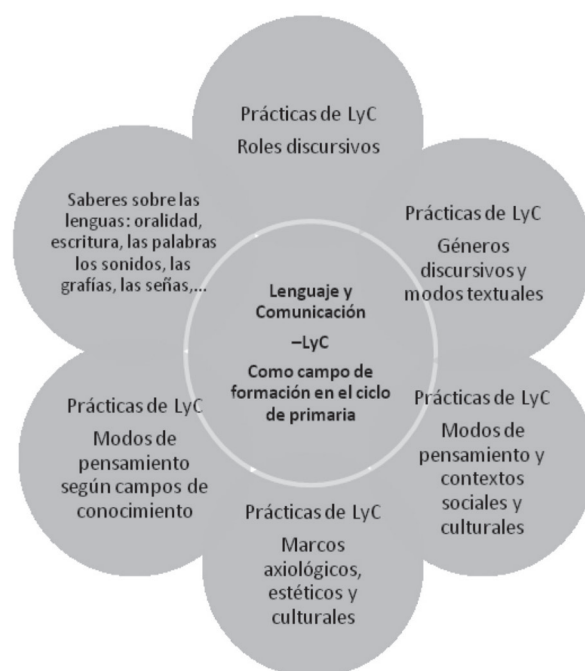 Prácticas de LyC
Roles discursivos
Prácticas de LyC
Géneros
discursivos y
modos textuales
Prácticas de LyC
Modos de
pensamiento y
contextos
sociales y
culturales
Prácticas de LyC
Marcos
axiológicos,
estéticos y
culturales
Prácticas de LyC
Modos de
pensamiento
según campos de
conocimiento
Saberes sobre las
lenguas: oralidad,
escritura, las palabras
los sonidos, las
grafías, las señas,...
Lenguaje y
Comunicación
–LyC
Como campo de
formación en el ciclo
de primaria